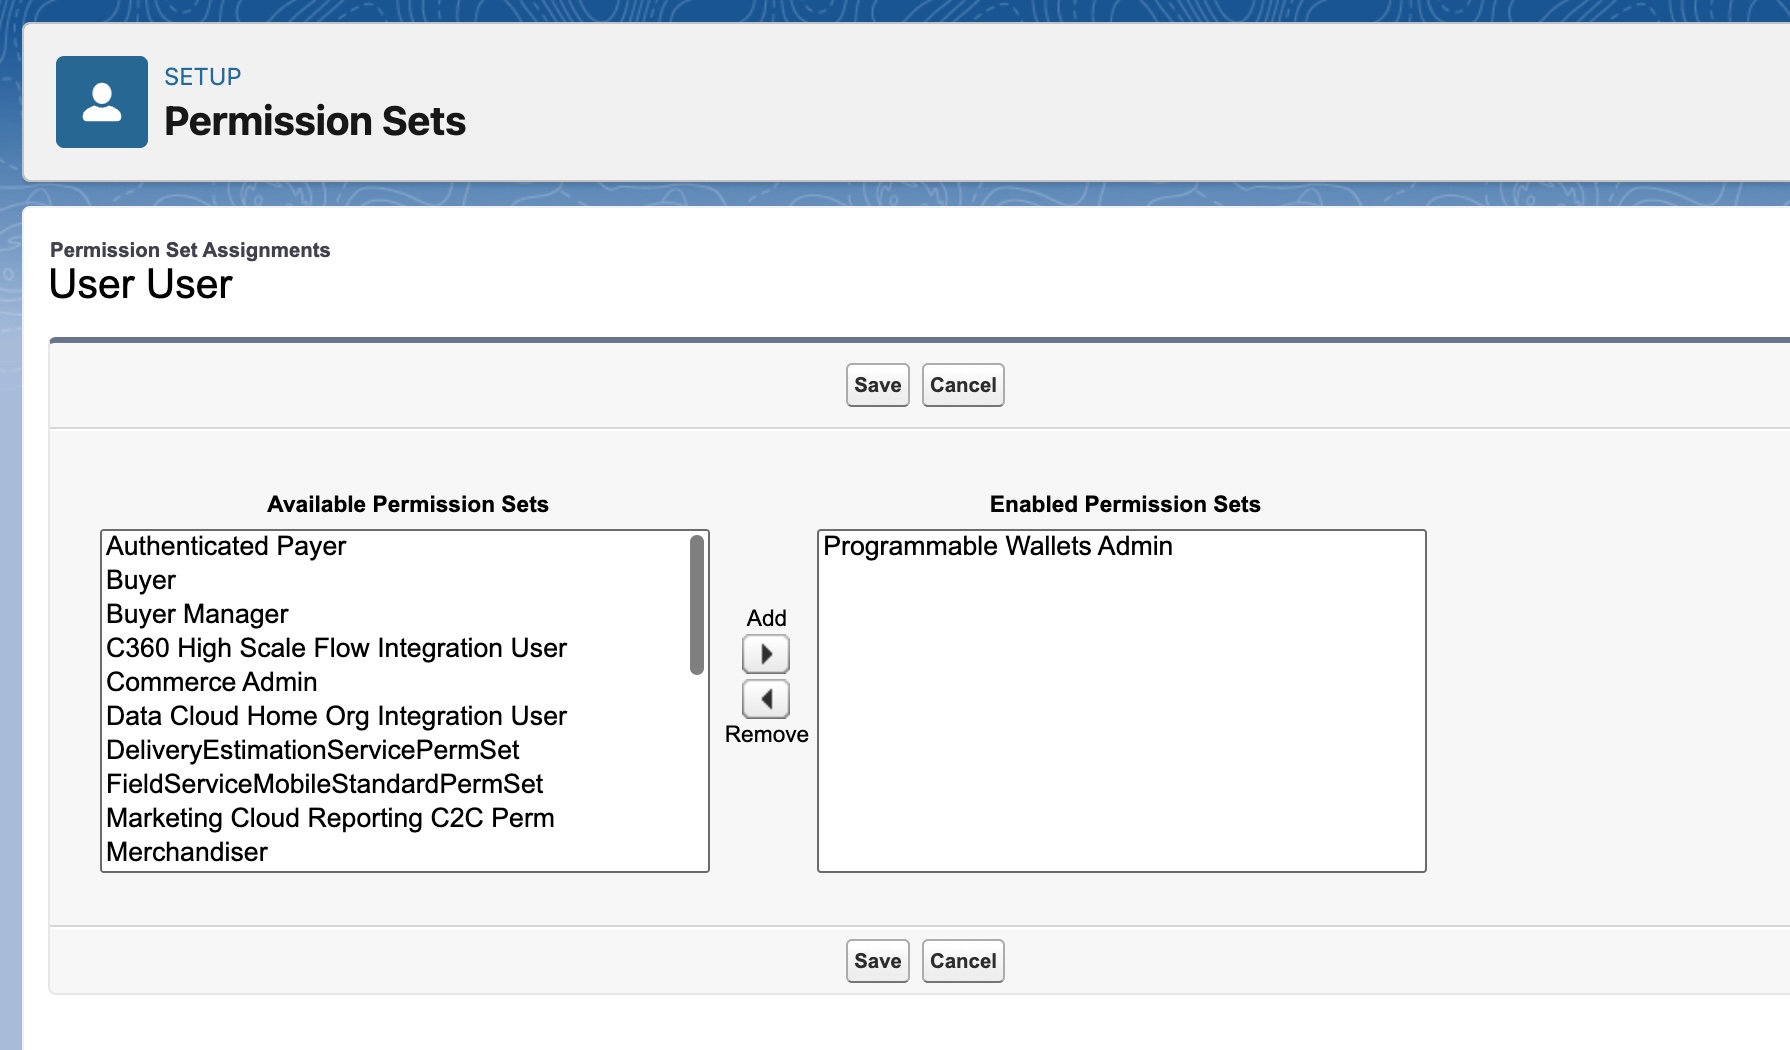 SETUP
Permission Sets
Permission Set Assignments
User User
Save Cancel
Available Permission Sets
Authenticated Payer
Buyer
Buyer Manager
C360 High Scale Flow Integration User
Commerce Admin
Data Cloud Home Org Integration User
DeliveryEstimationServicePermSet
FieldServiceMobileStandardPermSet
Marketing Cloud Reporting C2C Perm
Merchandiser
Add
Remove
Enabled Permission Sets
Programmable Wallets Admin
Save Cancel